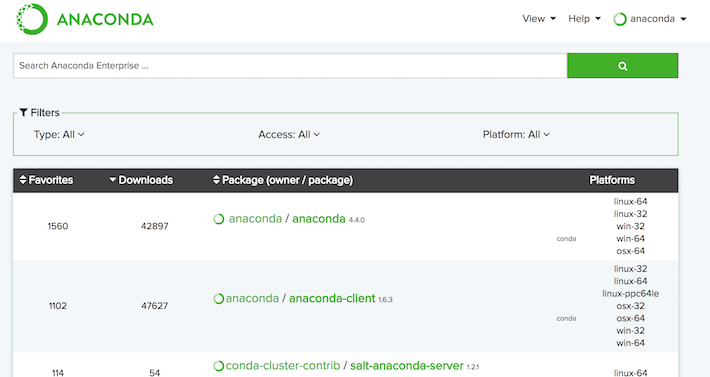 ANACONDA View Help anaconda
Search Anaconda Enterprise ...
Filters
Type: All Access: All Platform: All
Favorites Downloads Package (owner / package) Platforms
1560 42897 anaconda / anaconda 4.4.0 conda
linux-64
linux-32
win-32
win-64
osx-64
1102 47627 anaconda / anaconda-client 1.6.3 conda
linux-32
linux-64
linux-ppc64le
osx-32
osx-64
win-32
win-64
114 54 conda-cluster-contrib / salt-anaconda-server 1.2.1
linux-64